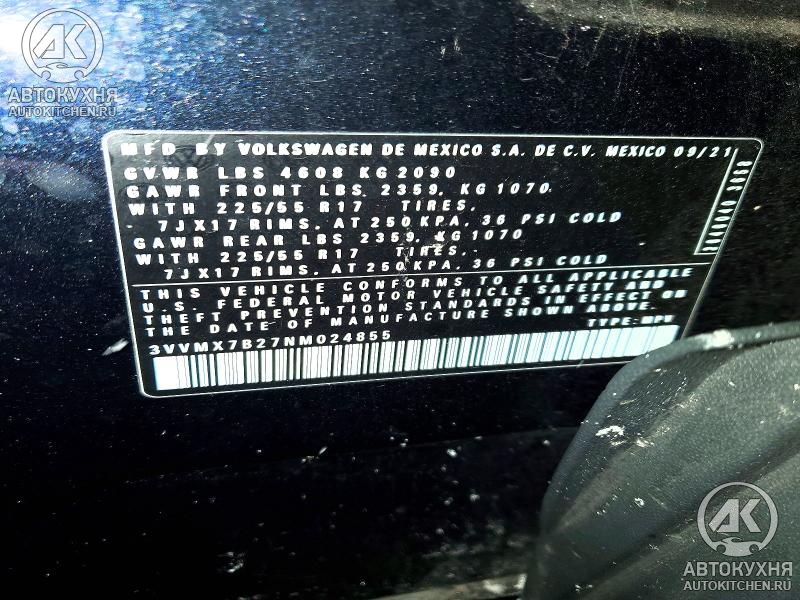 АВТОКУХНЯ
AUTOKITCHEN.RU
MFD BY VOLKSWAGEN DE MEXICO S.A. DE C.V. MEXICO 09/21
GVWR LBS 4608 KG 2090
GAWR FRONT LBS. 2359, KG 1070
WITH 225/55 R17 TIRES,
7JX17 RIMS, AT 250 KPA, 36 PSI COLD
GAWR REAR LBS 2359, KG 1070
WITH 225/55 R17 TIRES,
7JX17 RIMS, AT 250 KPA, 36 PSI COLD
THIS VEHICLE CONFORMS TO ALL APPLICABLE
U.S. FEDERAL MOTOR VEHICLE SAFETY AND
THEFT PREVENTION STANDARDS IN EFFECT ON
THE DATE OF MANUFACTURE SHOWN ABOVE.
TYPE: MPV
3VVMX7B27NM024855
АВТОКУХНЯ
AUTOKITCHEN.RU